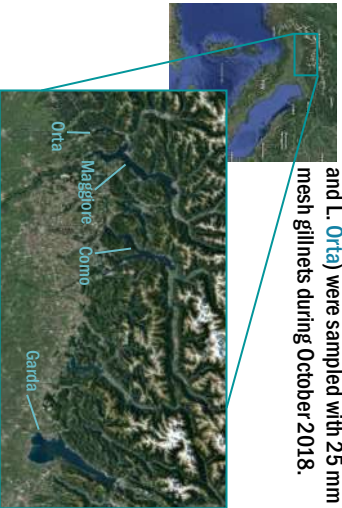 and L. Orta) were sampled with 25 mm
mesh gillnets during October 2018.
Orta
Maggiore
Como
Garda